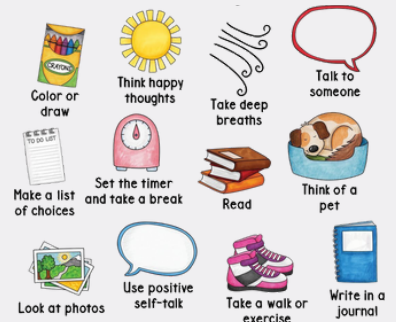 CRAYONS
Color or
draw
Think happy
thoughts
Take deep
breaths
Talk to
someone
TO DO LIST
Make a list
of choices
Set the timer
and take a break
Read
Think of a
pet
Look at photos
Use positive
self-talk
Take a walk or
exercise
Write in a
journal